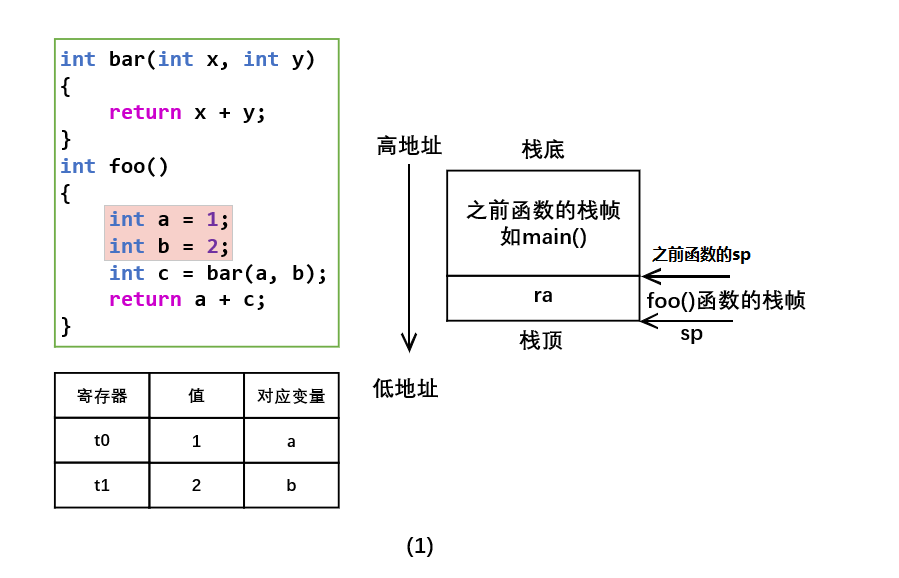 int bar(int x, int y)
{
    return x + y;
}
int foo()
{
    int a = 1;
    int b = 2;
    int c = bar(a, b);
    return a + c;
}
高地址
低地址
栈底
之前函数的栈帧
如main()
ra
栈顶
之前函数的sp
foo()函数的栈帧
sp
寄存器 值 对应变量
t0 1 a
t1 2 b
(1)